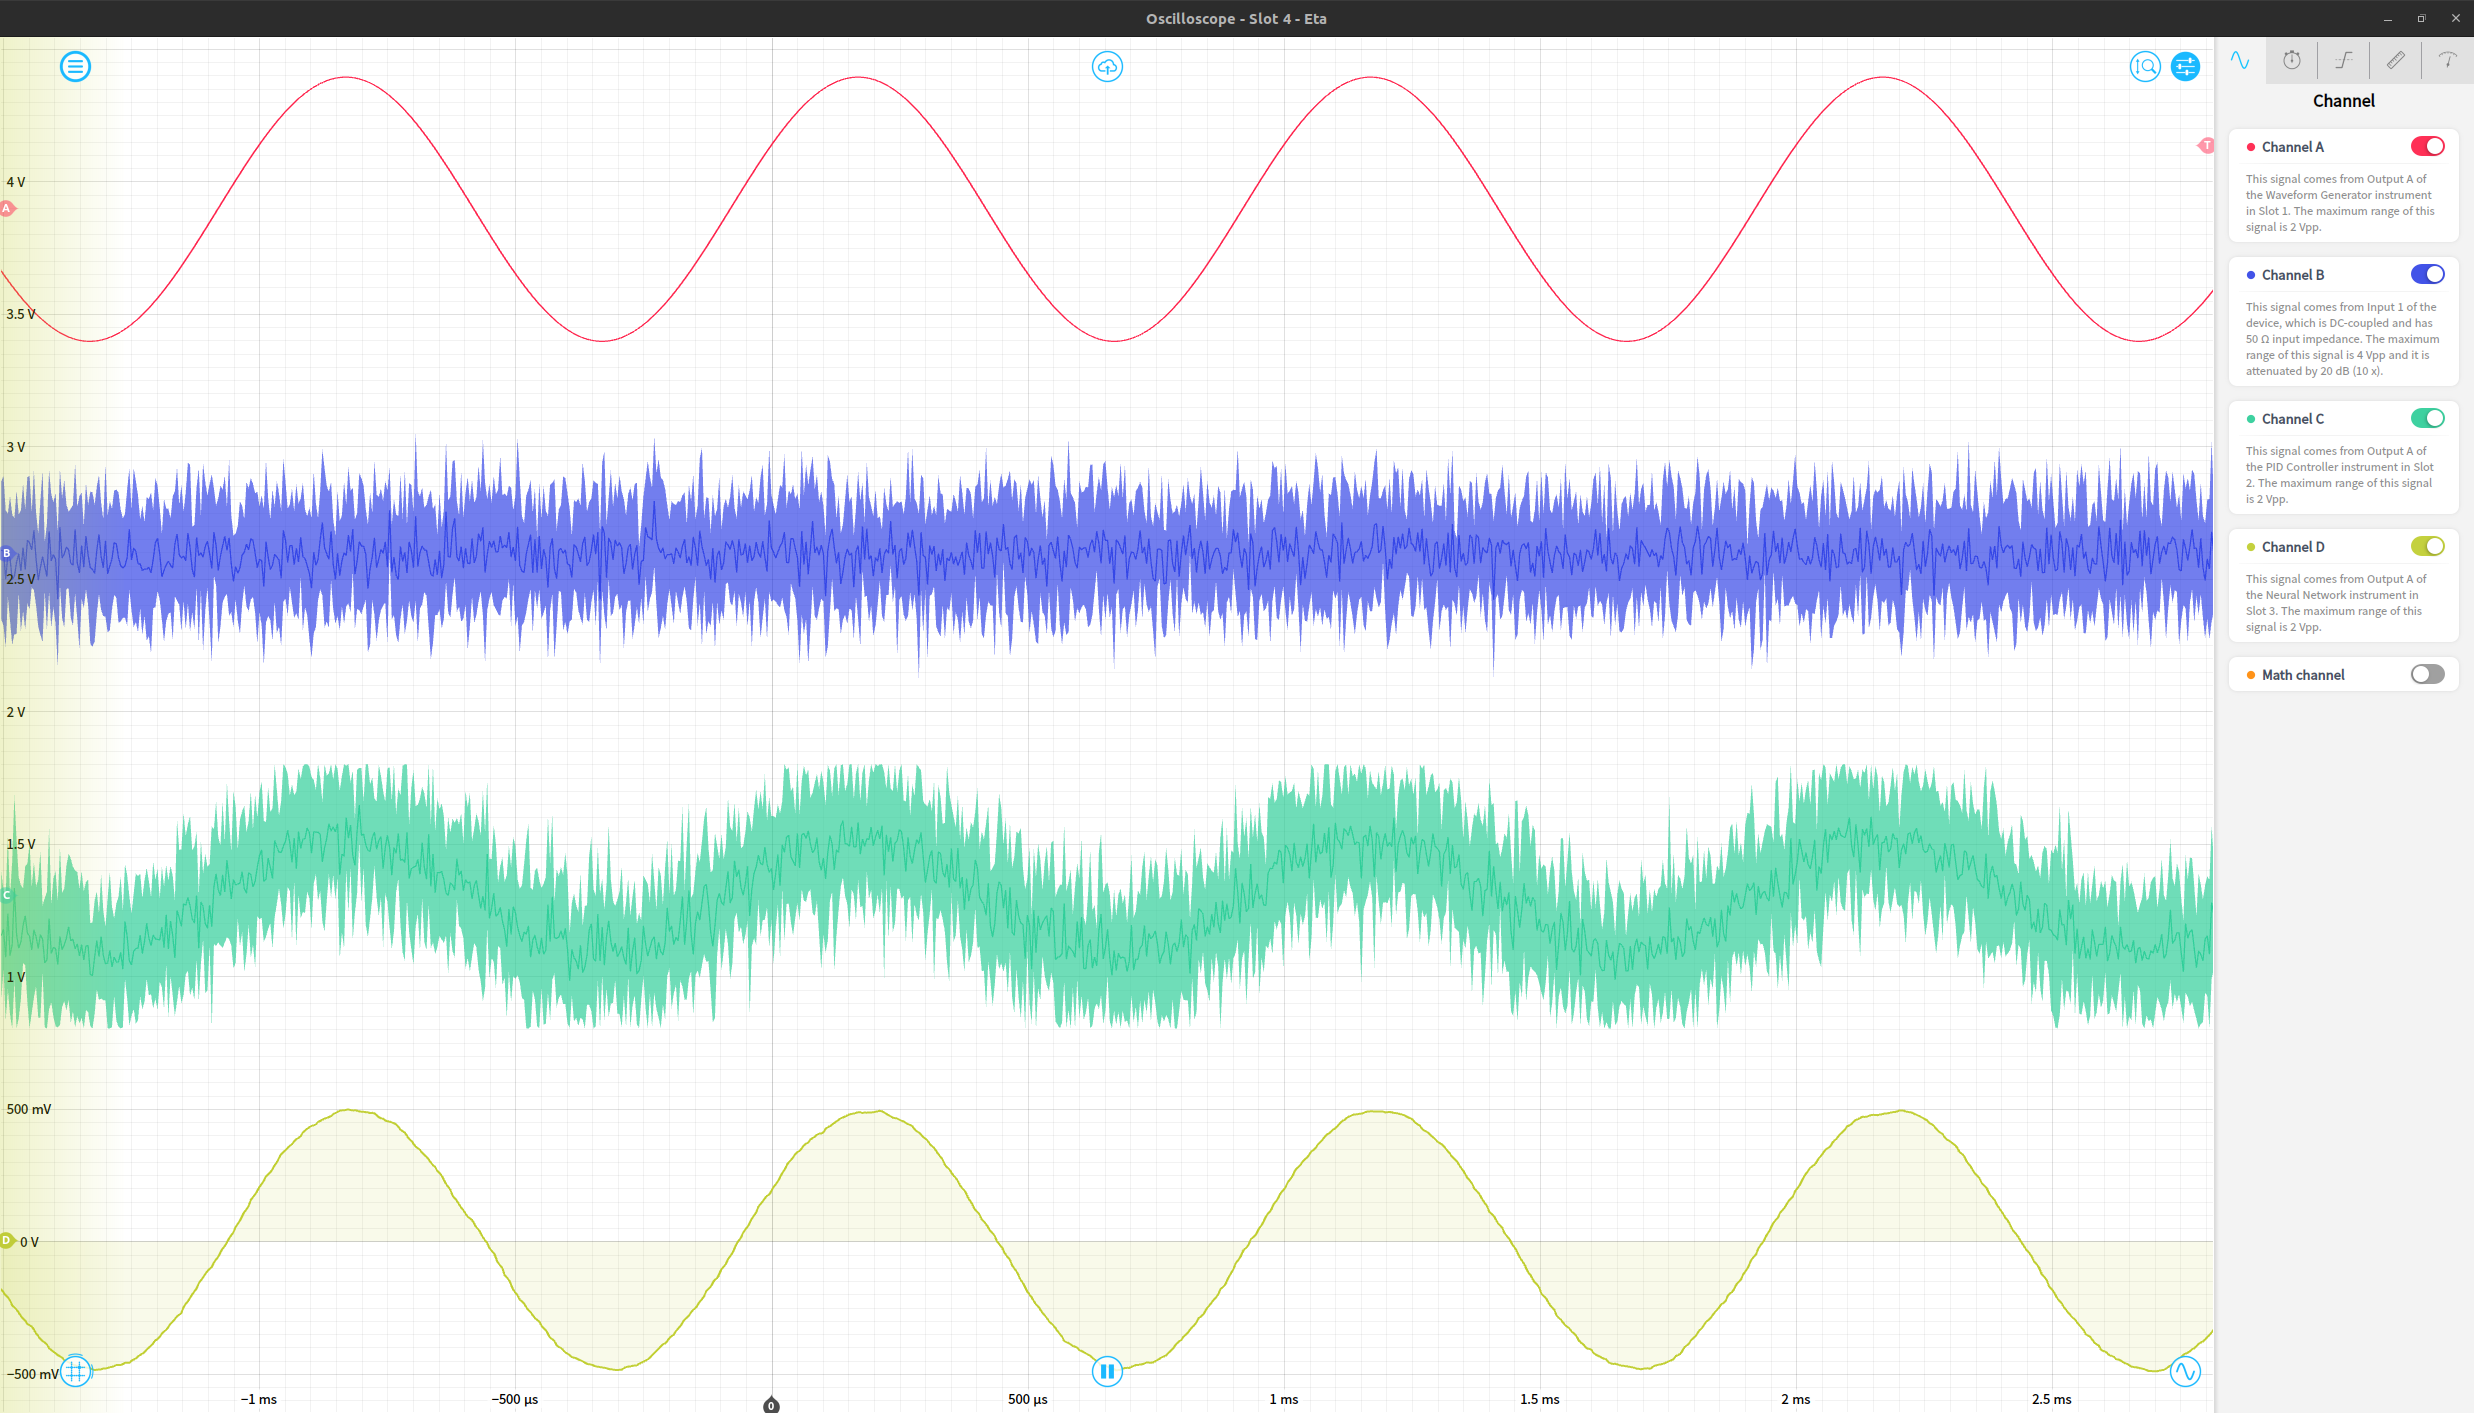 Oscilloscope - Slot 4 - Eta
Channel
Channel A
This signal comes from Output A of
the Waveform Generator instrument
in Slot 1. The maximum range of this
signal is 2 Vpp.
Channel B
This signal comes from Input 1 of the
device, which is DC-coupled and has
50 Ω input impedance. The maximum
range of this signal is 4 Vpp and it is
attenuated by 20 dB (10 x).
Channel C
This signal comes from Output A of
the PID Controller instrument in Slot
2. The maximum range of this signal
is 2 Vpp.
Channel D
This signal comes from Output A of
the Neural Network instrument in
Slot 3. The maximum range of this
signal is 2 Vpp.
Math channel
T
4 V
A
3.5 V
3 V
B
2.5 V
2 V
1.5 V
C
1 V
500 mV
D
0 V
−500 mV
−1 ms
−500 µs
0
500 µs
1 ms
1.5 ms
2 ms
2.5 ms